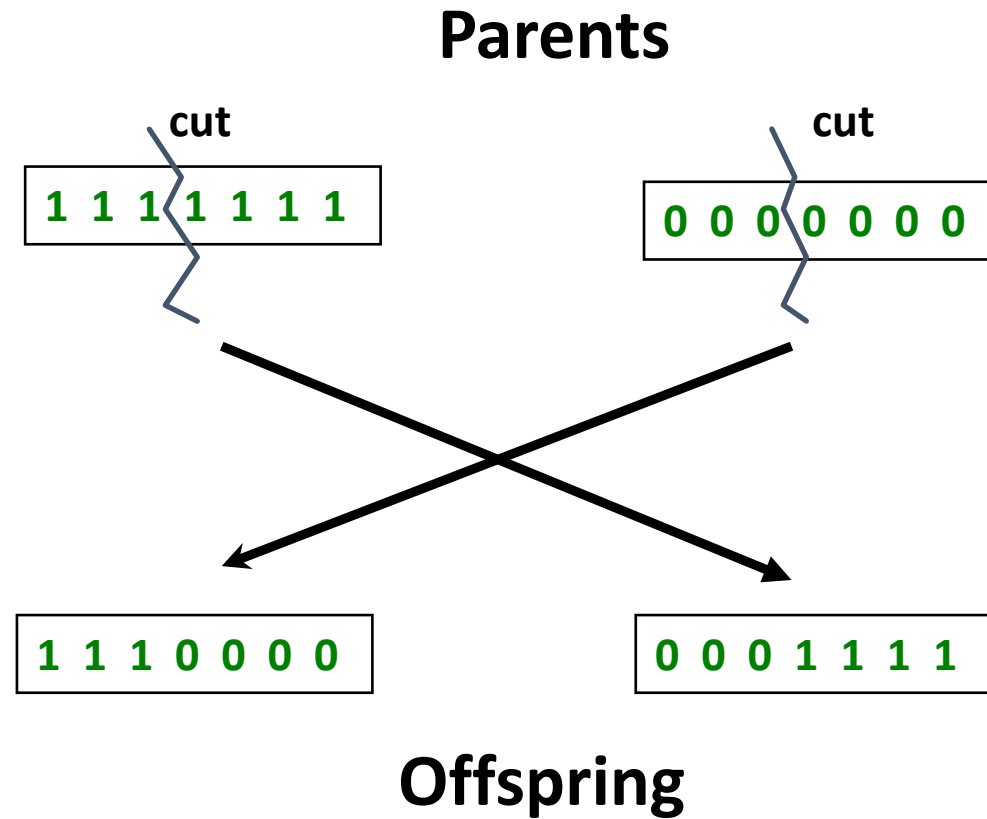 Parents
cut
cut
1 1 1 1 1 1 1
0 0 0 0 0 0 0
1 1 1 0 0 0 0
0 0 0 1 1 1 1
Offspring